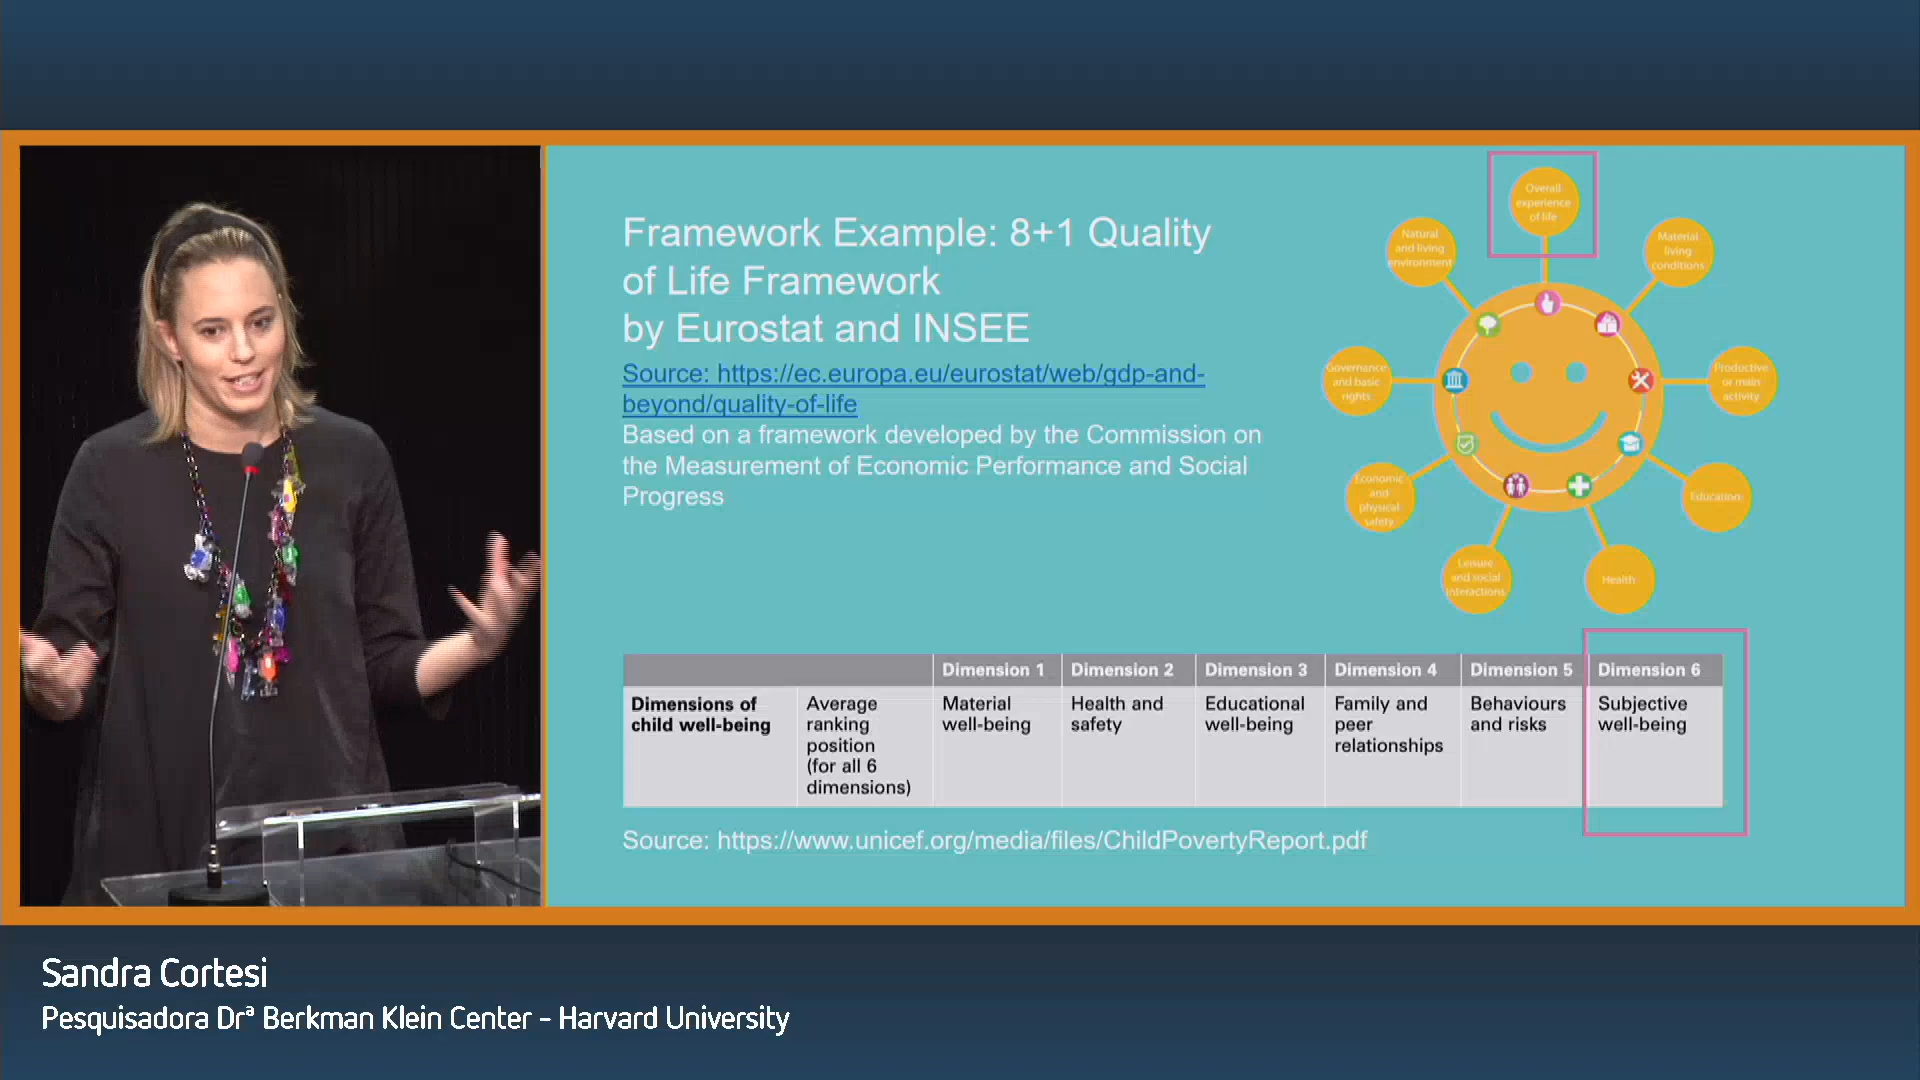 Framework Example: 8+1 Quality
of Life Framework
by Eurostat and INSEE
Source: https://ec.europa.eu/eurostat/web/gdp-and-
beyond/quality-of-life
Based on a framework developed by the Commission on
the Measurement of Economic Performance and Social
Progress
Overall
experience
of life
Natural
and living
environment
Material
living
conditions
Governance
and basic
rights
Productive
or main
activity
Economic
and
physical
safety
Education
Leisure
and social
interactions
Health
Dimension 1
Dimension 2
Dimension 3
Dimension 4
Dimension 5
Dimension 6
Dimensions of
child well-being
Average
ranking
position
(for all 6
dimensions)
Material
well-being
Health and
safety
Educational
well-being
Family and
peer
relationships
Behaviours
and risks
Subjective
well-being
Source: https://www.unicef.org/media/files/ChildPovertyReport.pdf
Sandra Cortesi
Pesquisadora Drª Berkman Klein Center - Harvard University